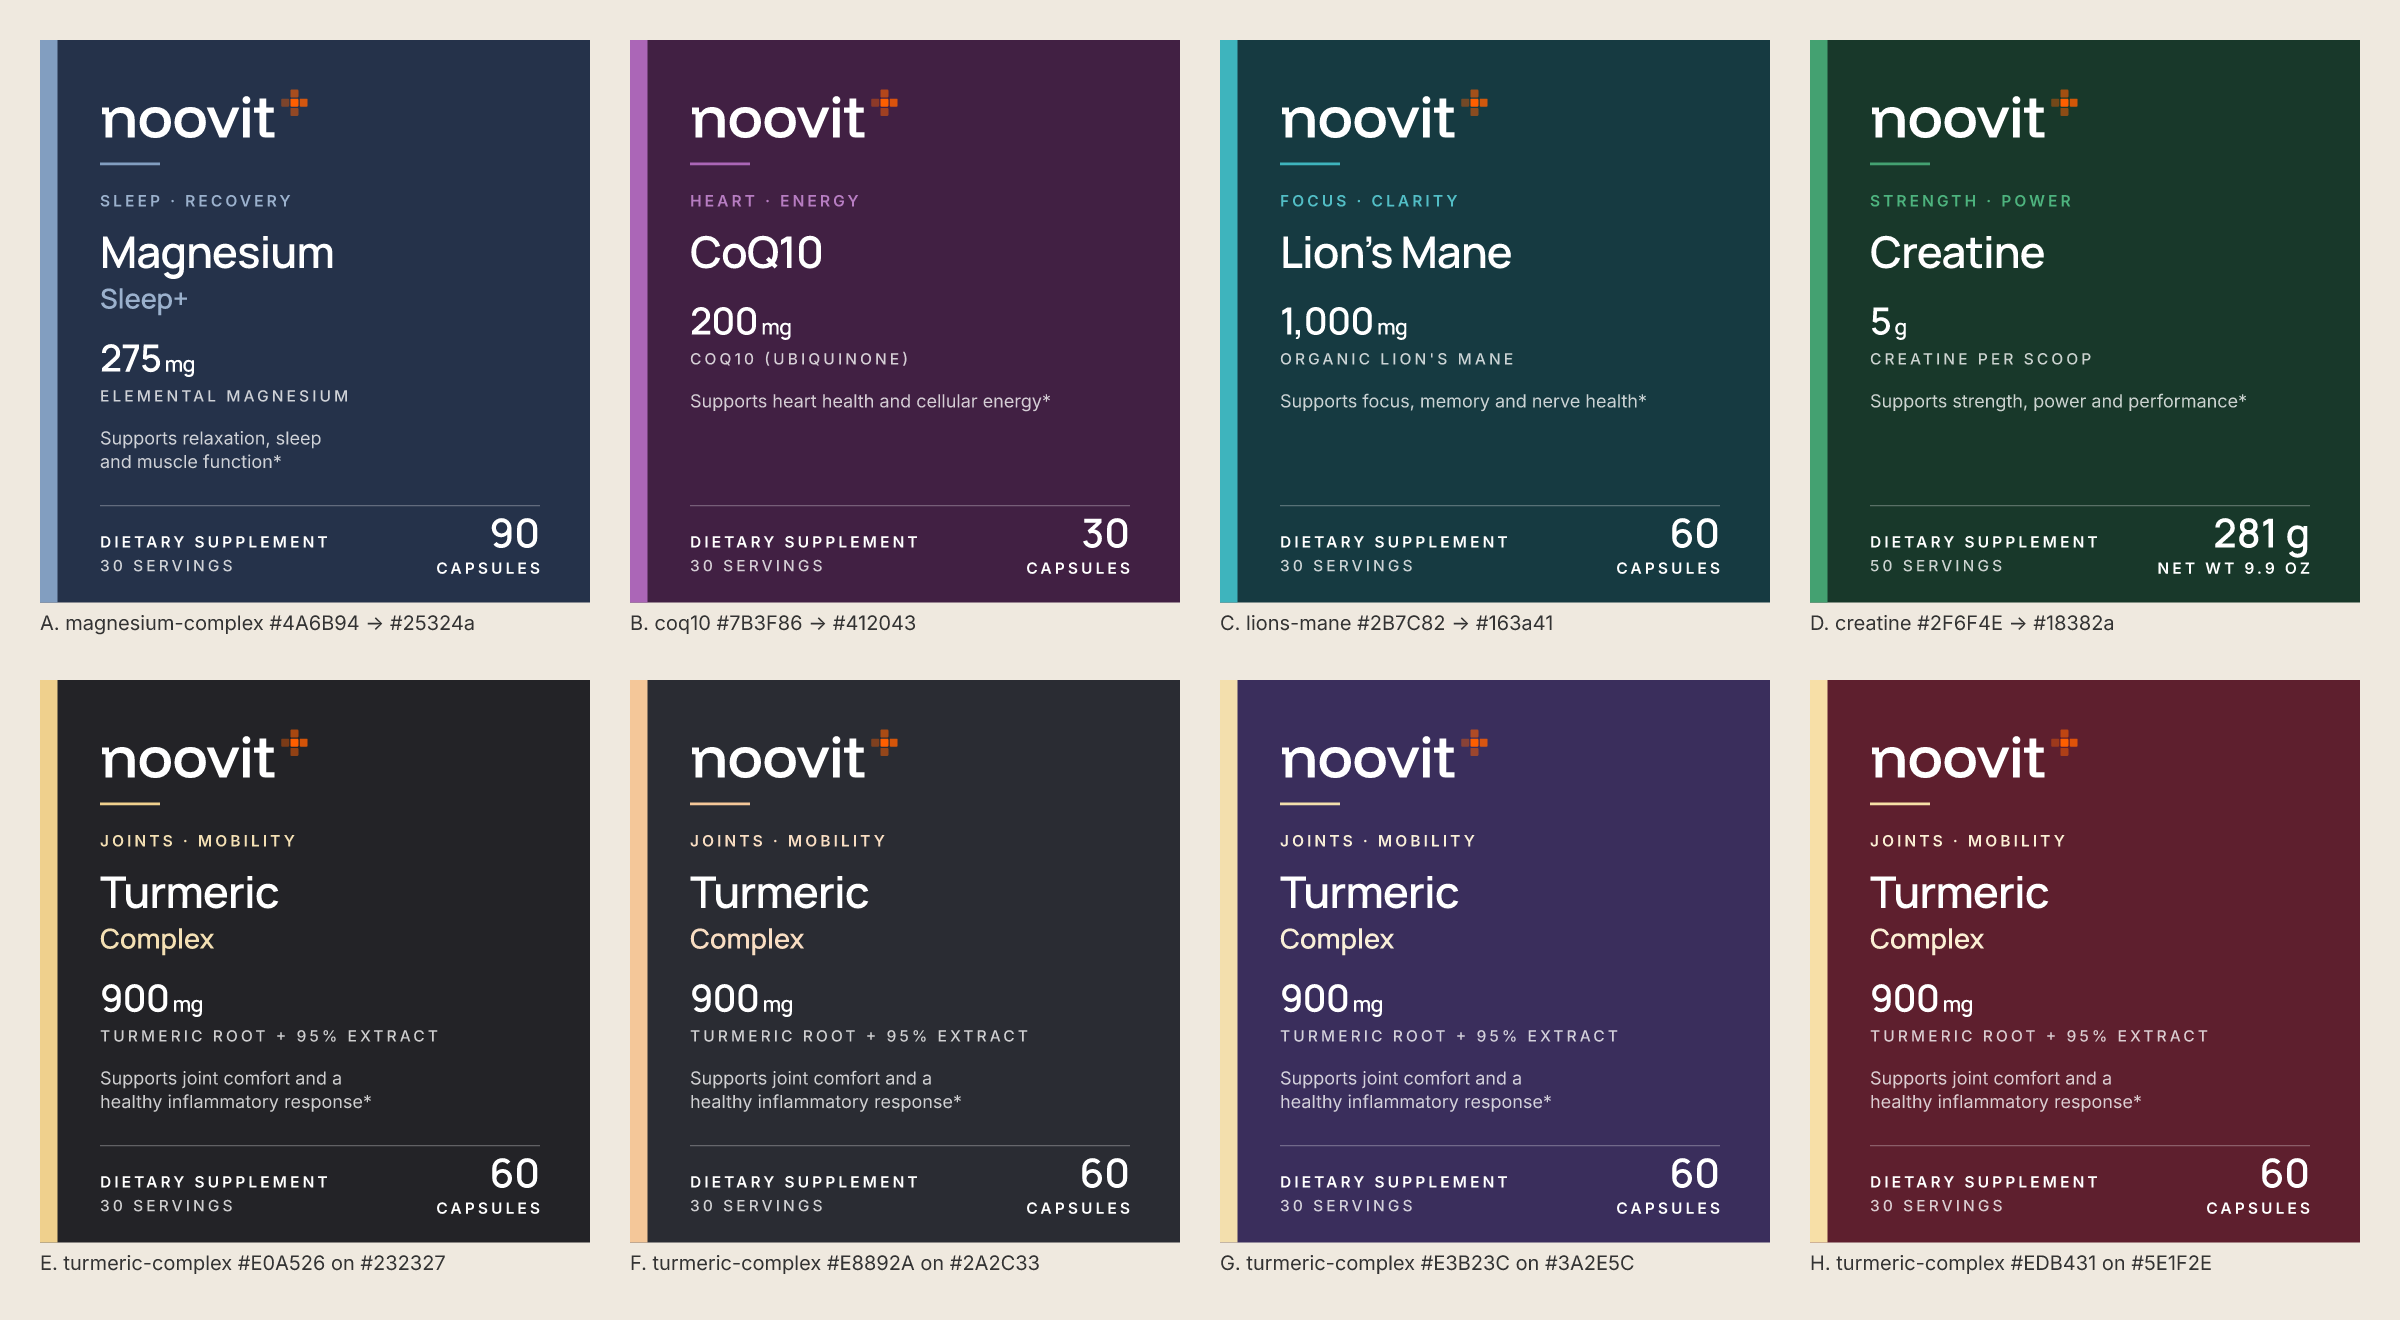 noovit
SLEEP · RECOVERY
Magnesium
Sleep+
275 mg
ELEMENTAL MAGNESIUM
Supports relaxation, sleep
and muscle function*
DIETARY SUPPLEMENT
30 SERVINGS
90
CAPSULES
A. magnesium-complex #4A6B94 → #25324a
noovit
HEART · ENERGY
CoQ10
200 mg
COQ10 (UBIQUINONE)
Supports heart health and cellular energy*
DIETARY SUPPLEMENT
30 SERVINGS
30
CAPSULES
B. coq10 #7B3F86 → #412043
noovit
FOCUS · CLARITY
Lion’s Mane
1,000 mg
ORGANIC LION'S MANE
Supports focus, memory and nerve health*
DIETARY SUPPLEMENT
30 SERVINGS
60
CAPSULES
C. lions-mane #2B7C82 → #163a41
noovit
STRENGTH · POWER
Creatine
5 g
CREATINE PER SCOOP
Supports strength, power and performance*
DIETARY SUPPLEMENT
50 SERVINGS
281 g
NET WT 9.9 OZ
D. creatine #2F6F4E → #18382a
noovit
JOINTS · MOBILITY
Turmeric
Complex
900 mg
TURMERIC ROOT + 95% EXTRACT
Supports joint comfort and a
healthy inflammatory response*
DIETARY SUPPLEMENT
30 SERVINGS
60
CAPSULES
E. turmeric-complex #E0A526 on #232327
noovit
JOINTS · MOBILITY
Turmeric
Complex
900 mg
TURMERIC ROOT + 95% EXTRACT
Supports joint comfort and a
healthy inflammatory response*
DIETARY SUPPLEMENT
30 SERVINGS
60
CAPSULES
F. turmeric-complex #E8892A on #2A2C33
noovit
JOINTS · MOBILITY
Turmeric
Complex
900 mg
TURMERIC ROOT + 95% EXTRACT
Supports joint comfort and a
healthy inflammatory response*
DIETARY SUPPLEMENT
30 SERVINGS
60
CAPSULES
G. turmeric-complex #E3B23C on #3A2E5C
noovit
JOINTS · MOBILITY
Turmeric
Complex
900 mg
TURMERIC ROOT + 95% EXTRACT
Supports joint comfort and a
healthy inflammatory response*
DIETARY SUPPLEMENT
30 SERVINGS
60
CAPSULES
H. turmeric-complex #EDB431 on #5E1F2E